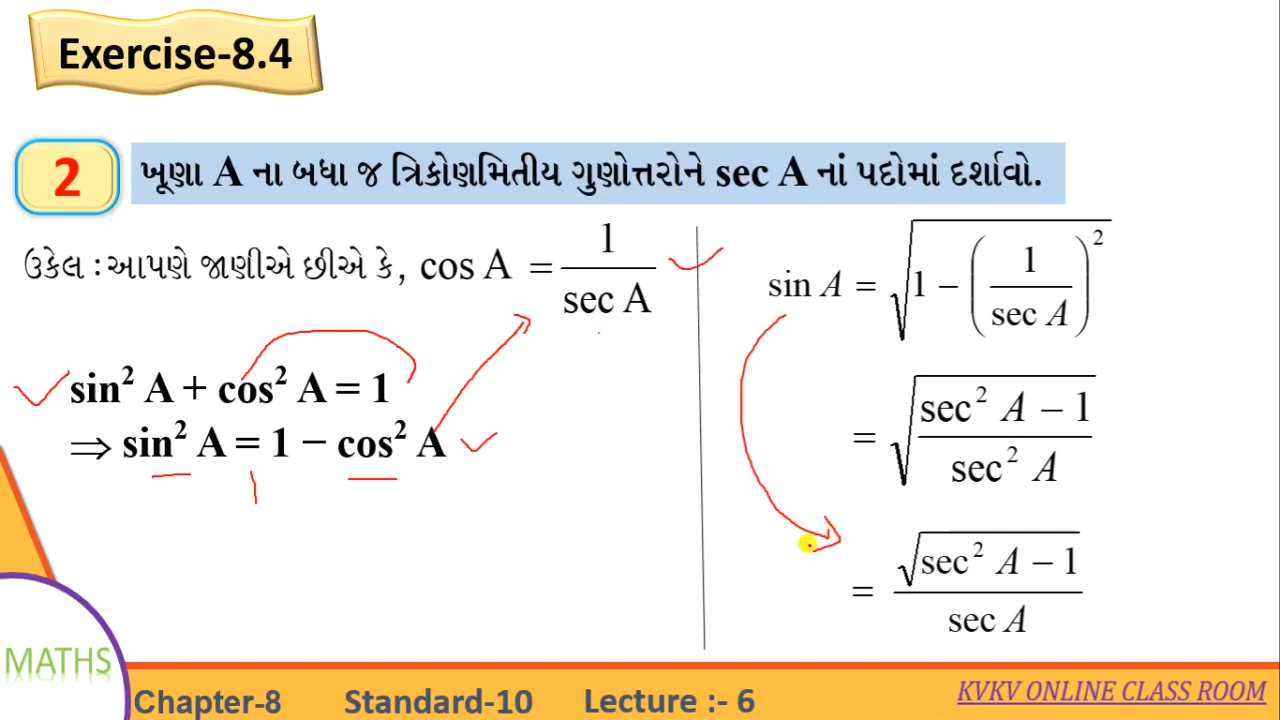 Exercise-8.4
2
ખૂણા A ના બધા જ ત્રિકોણમિતીય ગુણોત્તરોને sec A નાં પદોમાં દર્શાવો.
ઉકેલ : આપણે જાણીએ છીએ કે, cos A = 1 / sec A
sin² A + cos² A = 1
⇒ sin² A = 1 − cos² A
sin A = √(1 − (1 / sec A)²)
= √((sec² A − 1) / sec² A)
= √(sec² A − 1) / sec A
MATHS
Chapter-8 Standard-10 Lecture :- 6
KVKV ONLINE CLASS ROOM